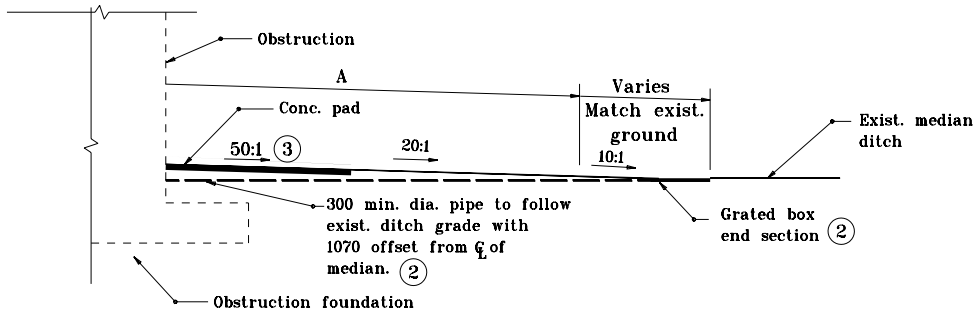 Obstruction
A
Varies
Match exist.
ground
Conc. pad
Exist. median
ditch
50:1 3
20:1
10:1
300 min. dia. pipe to follow
exist. ditch grade with
1070 offset from ℄ of
median. 2
Grated box
end section 2
Obstruction foundation